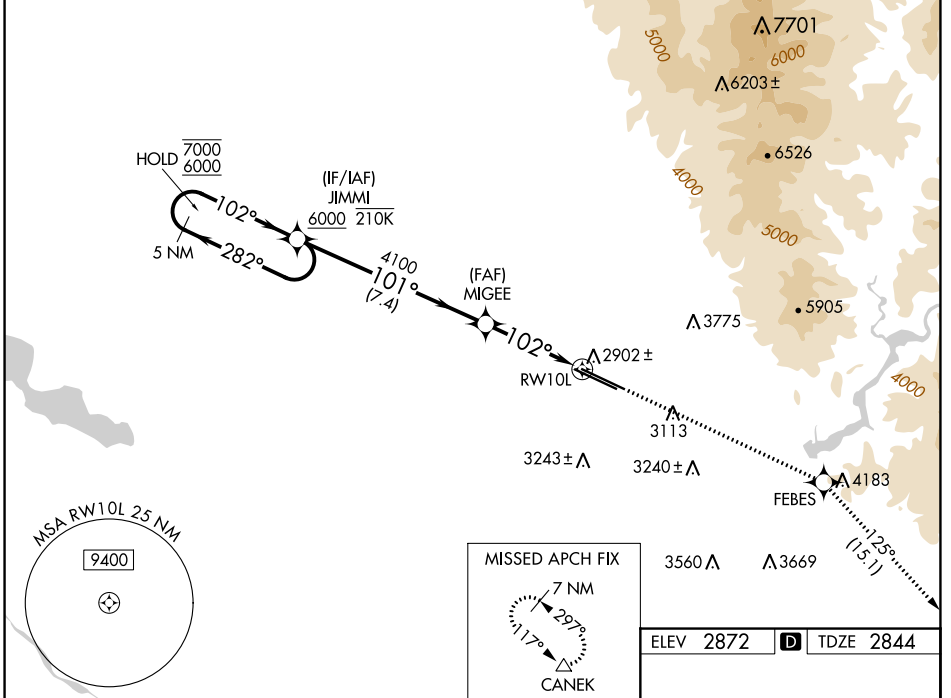 7701
5000
6000
6203 ±
6526
HOLD 7000
6000
(IF/IAF)
JIMMI
6000 210K
102°
4000
5 NM
282°
5000
4100
101°
(7.4)
(FAF)
MIGEE
5905
3775
102°
2902 ±
RW10L
4000
3113
3243 ±
3240 ±
4183
FEBES
MSA RW10L 25 NM
9400
125°
(15.1)
MISSED APCH FIX
7 NM
297°
117°
CANEK
3560
3669
ELEV 2872 D TDZE 2844